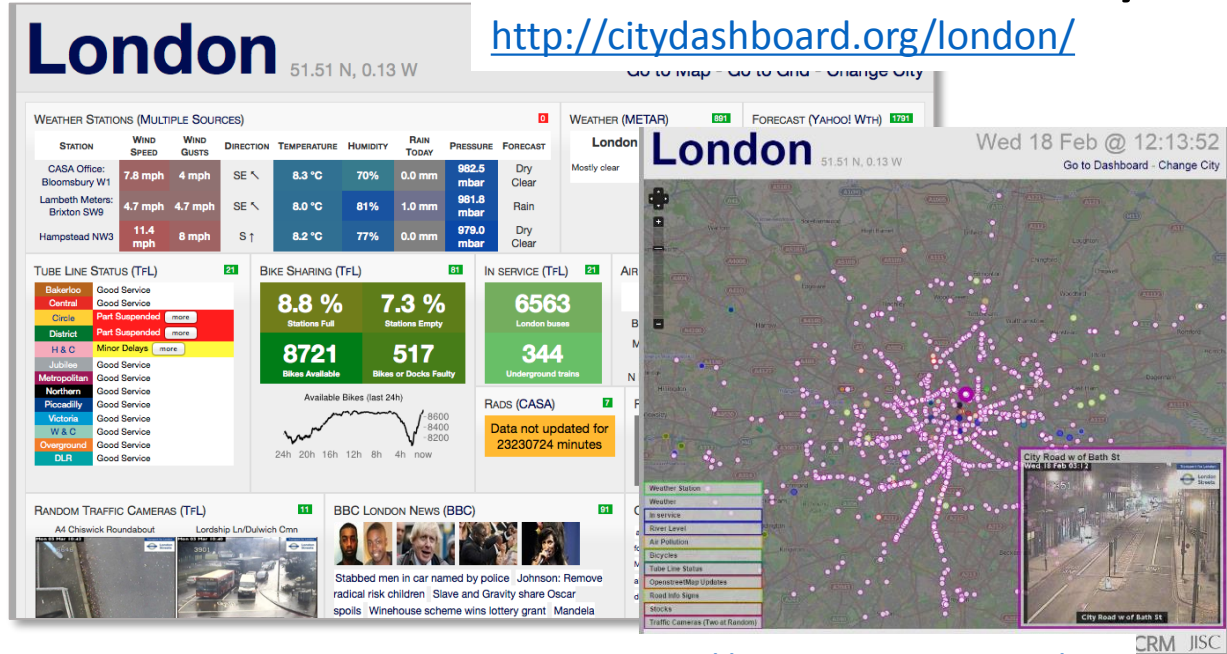 http://citydashboard.org/london/
London 51.51 N, 0.13 W
Go to Map - Go to Grid - Change City
WEATHER STATIONS (MULTIPLE SOURCES) 0
STATION WIND SPEED WIND GUSTS DIRECTION TEMPERATURE HUMIDITY RAIN TODAY PRESSURE FORECAST
CASA Office: Bloomsbury W1 7.8 mph 4 mph SE ↖ 8.3 °C 70% 0.0 mm 982.5 mbar Dry Clear
Lambeth Meters: Brixton SW9 4.7 mph 4.7 mph SE ↖ 8.0 °C 81% 1.0 mm 981.8 mbar Rain
Hampstead NW3 11.4 mph 8 mph S ↑ 8.2 °C 77% 0.0 mm 979.0 mbar Dry Clear
WEATHER (METAR) 891
London
Mostly clear
FORECAST (YAHOO! WTH) 1791
TUBE LINE STATUS (TFL) 21
Bakerloo Good Service
Central Good Service
Circle Part Suspended more
District Part Suspended more
H & C Minor Delays more
Jubilee Good Service
Metropolitan Good Service
Northern Good Service
Piccadilly Good Service
Victoria Good Service
W & C Good Service
Overground Good Service
DLR Good Service
BIKE SHARING (TFL) 81
8.8 % 7.3 %
Stations Full Stations Empty
8721 517
Bikes Available Bikes or Docks Faulty
Available Bikes (last 24h)
8600
8400
8200
24h 20h 16h 12h 8h 4h now
IN SERVICE (TFL) 21
6563
London buses
344
Underground trains
RADS (CASA) 7
Data not updated for
23230724 minutes
AIR
RANDOM TRAFFIC CAMERAS (TFL) 11
A4 Chiswick Roundabout Lordship Ln/Dulwich Cmn
BBC LONDON NEWS (BBC) 91
Stabbed men in car named by police Johnson: Remove
radical risk children Slave and Gravity share Oscar
spoils Winehouse scheme wins lottery grant Mandela
London 51.51 N, 0.13 W
Wed 18 Feb @ 12:13:52
Go to Dashboard - Change City
Weather Station
Weather
In service
River Level
Air Pollution
Bicycles
Tube Line Status
OpenstreetMap Updates
Road Info Signs
Stocks
Traffic Cameras (Two at Random)
City Road w of Bath St
Wed 18 Feb 03:12
London Streets
City Road w of Bath St
CRM JISC